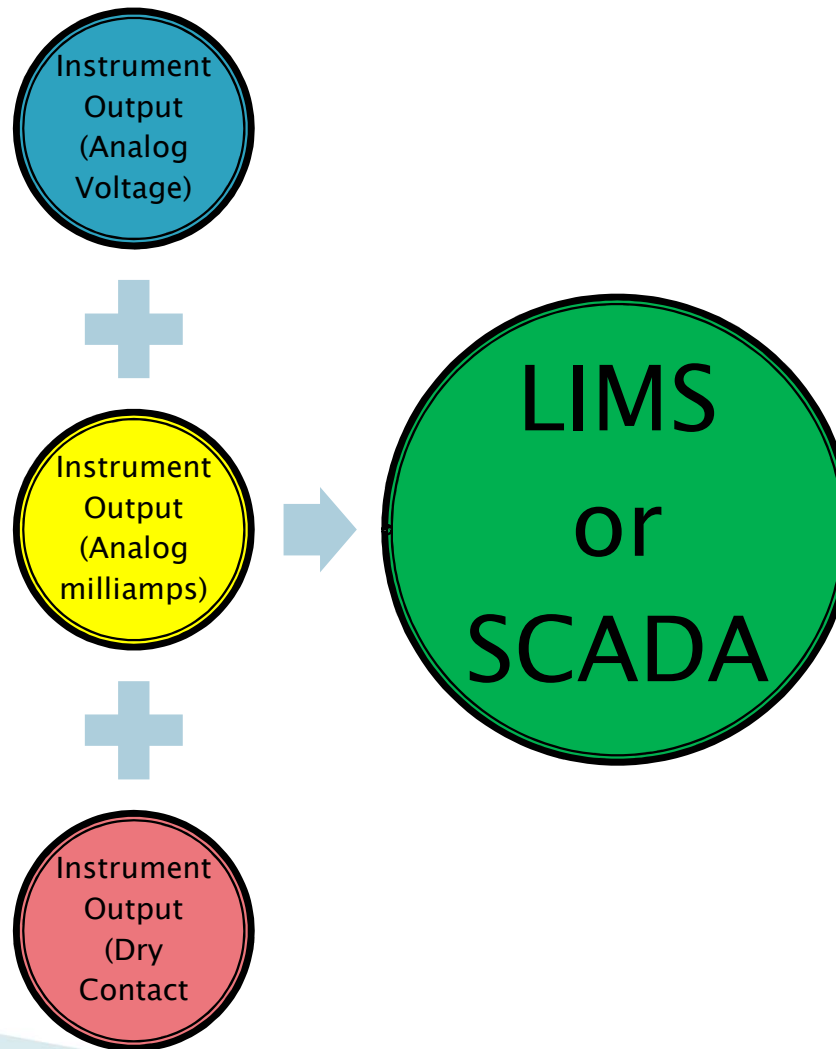 Instrument
Output
(Analog
Voltage)
Instrument
Output
(Analog
milliamps)
Instrument
Output
(Dry
Contact
LIMS
or
SCADA